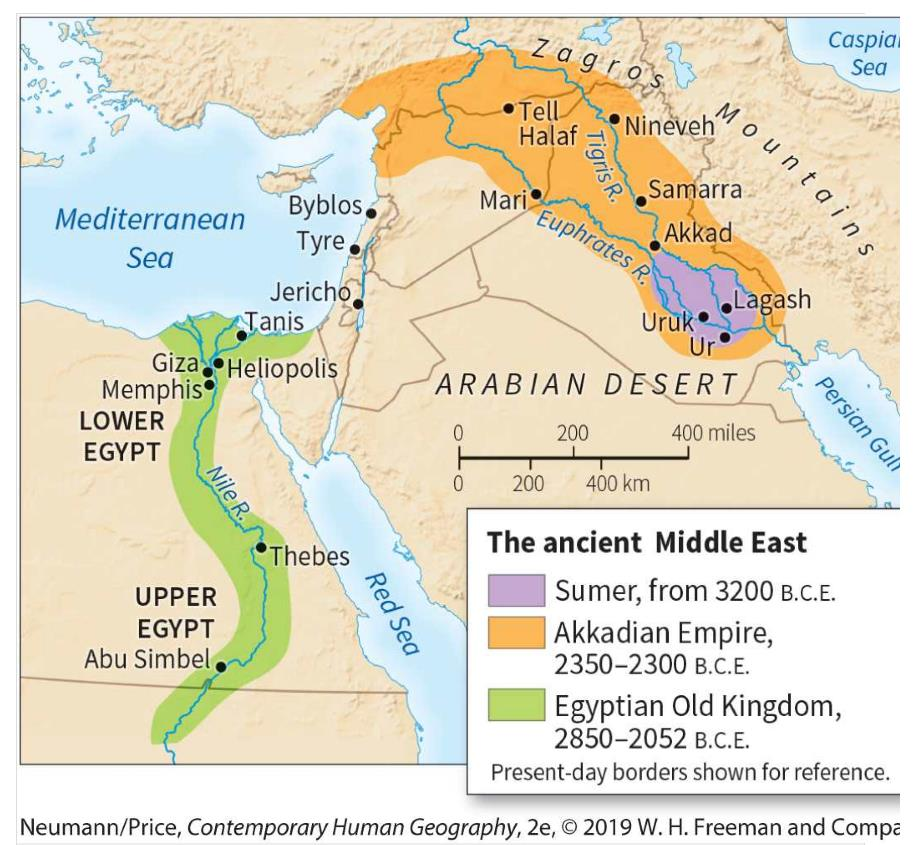 Zagros
Mountains
Caspian
Sea
Tell
Halaf
Nineveh
Tigris R.
Samarra
Mari
Byblos
Mediterranean
Sea
Tyre
Euphrates R.
Akkad
Jericho
Lagash
Tanis
Uruk
Ur
Giza
Heliopolis
Memphis
ARABIAN DESERT
Persian Gulf
LOWER
EGYPT
0 200 400 miles
0 200 400 km
Nile R.
Thebes
Red Sea
UPPER
EGYPT
Abu Simbel
The ancient Middle East
Sumer, from 3200 B.C.E.
Akkadian Empire,
2350–2300 B.C.E.
Egyptian Old Kingdom,
2850–2052 B.C.E.
Present-day borders shown for reference.
Neumann/Price, Contemporary Human Geography, 2e, © 2019 W. H. Freeman and Compa